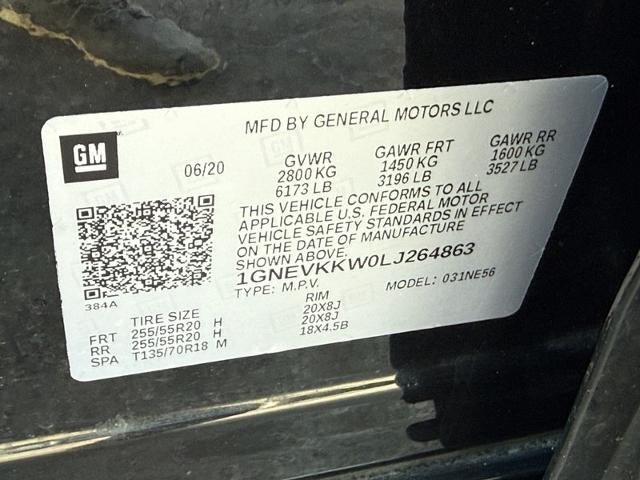 MFD BY GENERAL MOTORS LLC
GM
06/20
GVWR
2800 KG
6173 LB
GAWR FRT
1450 KG
3196 LB
GAWR RR
1600 KG
3527 LB
THIS VEHICLE CONFORMS TO ALL
APPLICABLE U.S. FEDERAL MOTOR
VEHICLE SAFETY STANDARDS IN EFFECT
ON THE DATE OF MANUFACTURE
SHOWN ABOVE.
1GNEVKKW0LJ264863
TYPE: M.P.V. MODEL: 031NE56
384A
TIRE SIZE RIM
FRT 255/55R20 H 20X8J
RR 255/55R20 H 20X8J
SPA T135/70R18 M 18X4.5B